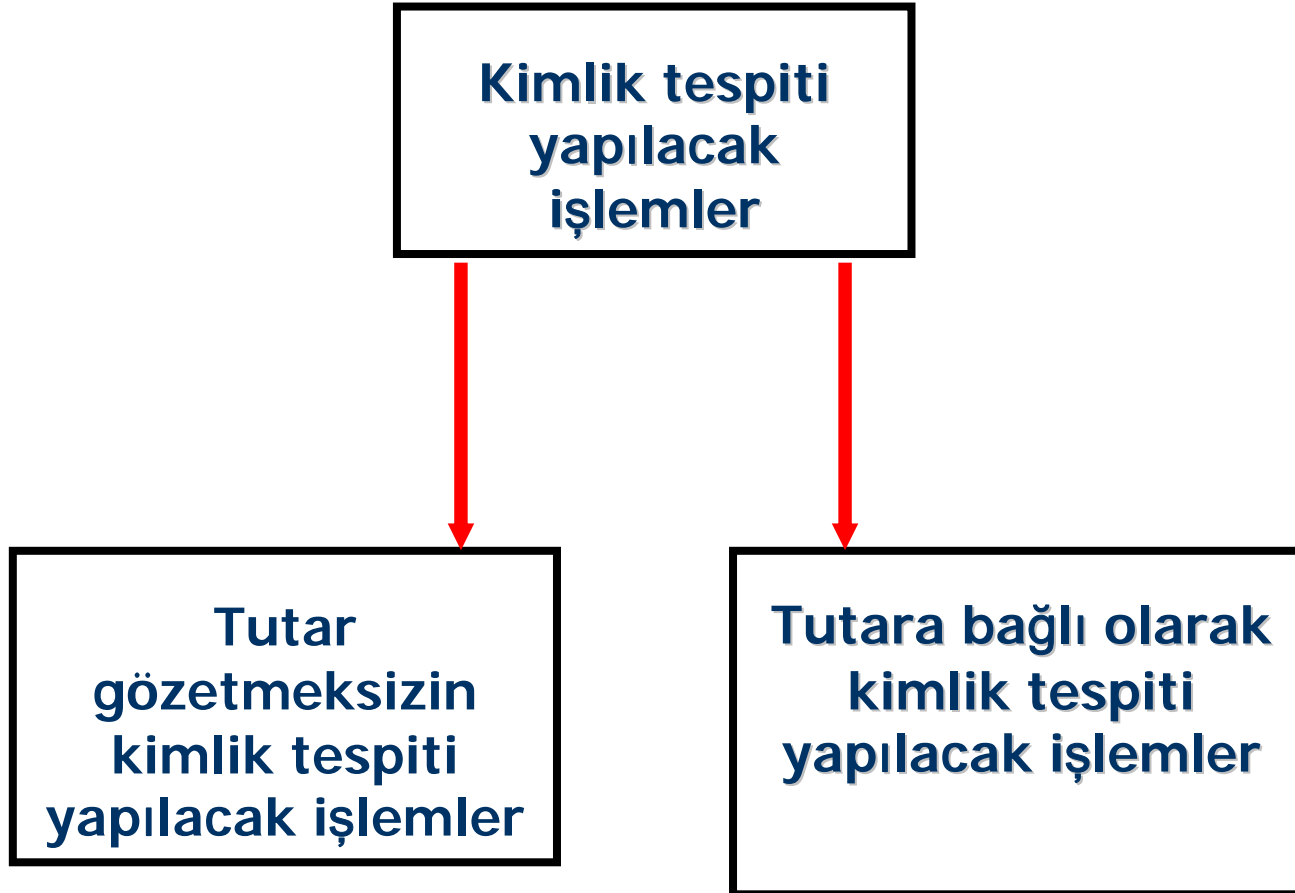 Kimlik tespiti
yapılacak
işlemler
Tutar
gözetmeksizin
kimlik tespiti
yapılacak işlemler
Tutara bağlı olarak
kimlik tespiti
yapılacak işlemler